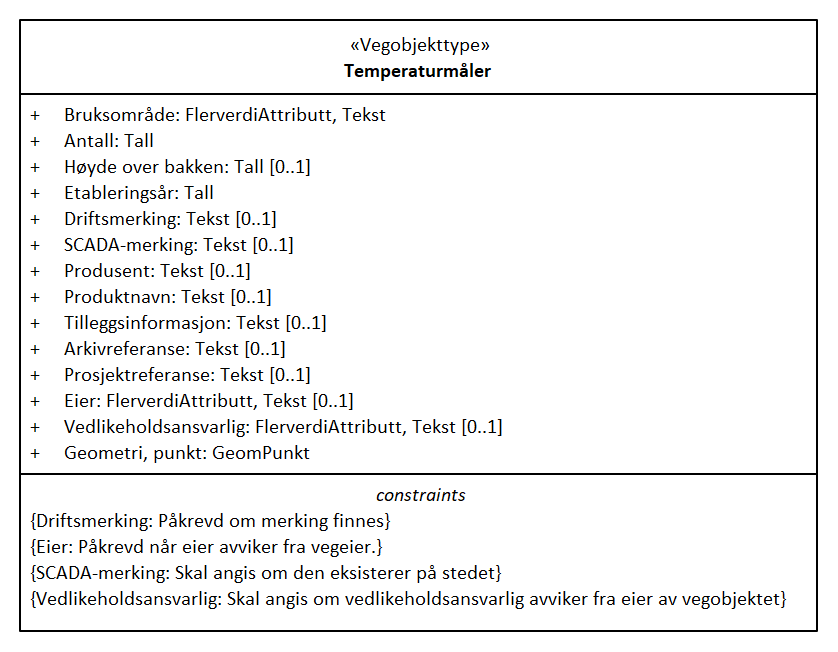 «Vegobjekttype»
Temperaturmåler
+ Bruksområde: FlerverdiAttributt, Tekst
+ Antall: Tall
+ Høyde over bakken: Tall [0..1]
+ Etableringsår: Tall
+ Driftsmerking: Tekst [0..1]
+ SCADA-merking: Tekst [0..1]
+ Produsent: Tekst [0..1]
+ Produktnavn: Tekst [0..1]
+ Tilleggsinformasjon: Tekst [0..1]
+ Arkivreferanse: Tekst [0..1]
+ Prosjektreferanse: Tekst [0..1]
+ Eier: FlerverdiAttributt, Tekst [0..1]
+ Vedlikeholdsansvarlig: FlerverdiAttributt, Tekst [0..1]
+ Geometri, punkt: GeomPunkt
constraints
{Driftsmerking: Påkrevd om merking finnes}
{Eier: Påkrevd når eier avviker fra vegeier.}
{SCADA-merking: Skal angis om den eksisterer på stedet}
{Vedlikeholdsansvarlig: Skal angis om vedlikeholdsansvarlig avviker fra eier av vegobjektet}